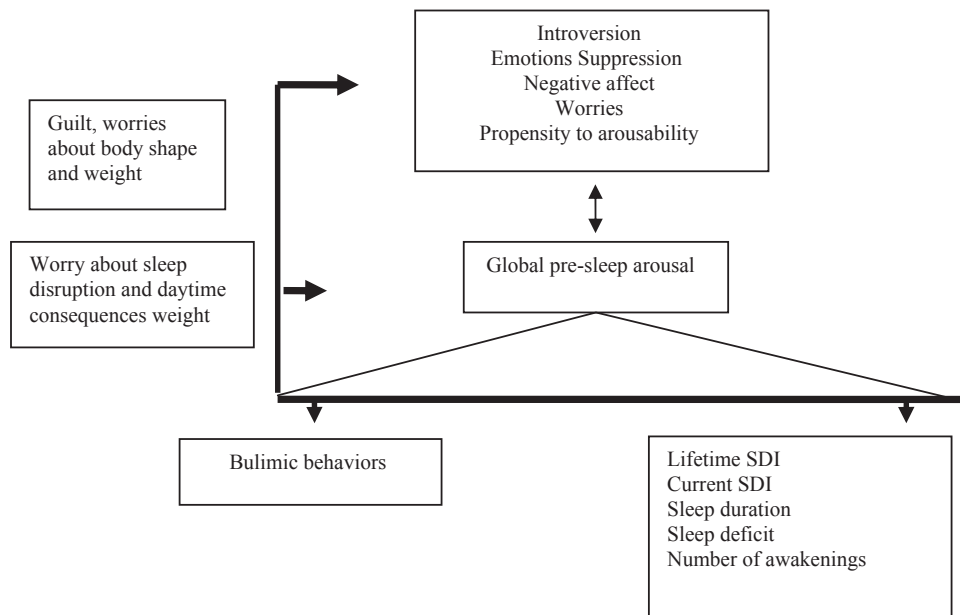 Introversion
Emotions Suppression
Negative affect
Worries
Propensity to arousability
Guilt, worries
about body shape
and weight
Worry about sleep
disruption and daytime
consequences weight
Global pre-sleep arousal
Bulimic behaviors
Lifetime SDI
Current SDI
Sleep duration
Sleep deficit
Number of awakenings